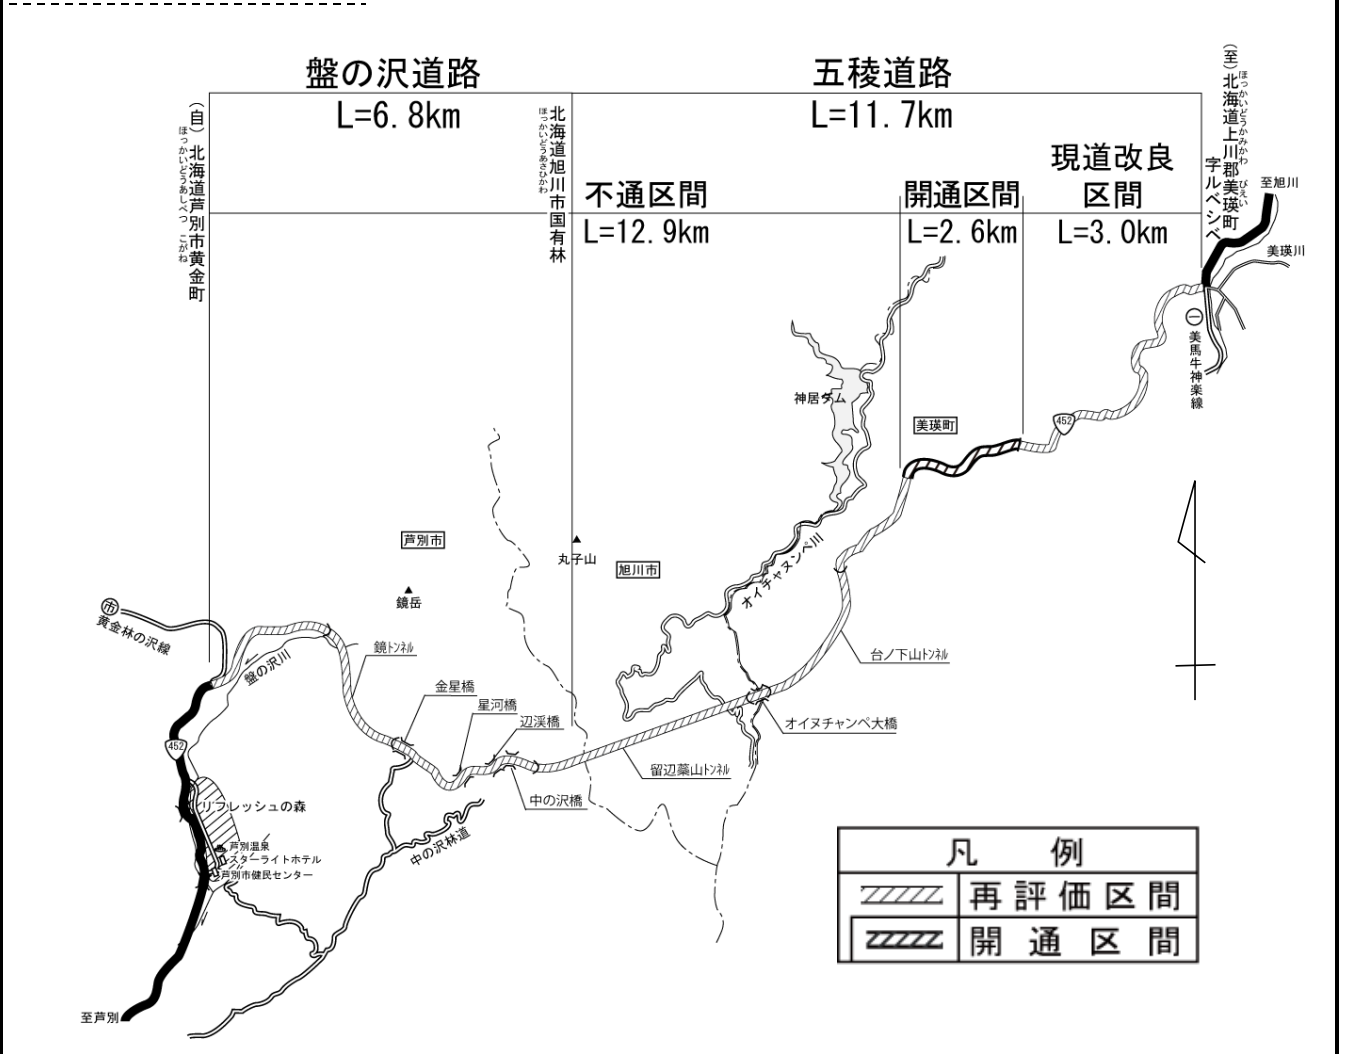 盤の沢道路
L=6.8km
五稜道路
L=11.7km
(自)北海道芦別市黄金町
ほっかいどうあしべつ こがね
北海道旭川市国有林
ほっかいどうあさひかわ
(至)北海道上川郡美瑛町
ほっかいどうかみかわ びえい
字ルベシベ
不通区間
L=12.9km
開通区間
L=2.6km
現道改良
区間
L=3.0km
至旭川
美瑛川
一
美馬牛神楽線
452
美瑛町
神居ダム
オイチャヌンペ川
芦別市
鏡岳
丸子山
旭川市
市
黄金林の沢線
盤の沢川
鏡トンネル
金星橋
星河橋
辺渓橋
中の沢橋
留辺蘂山トンネル
オイヌチャンペ大橋
台ノ下山トンネル
452
リフレッシュの森
芦別温泉
スターライトホテル
芦別市健民センター
中の沢林道
至芦別
凡例
再評価区間
開通区間